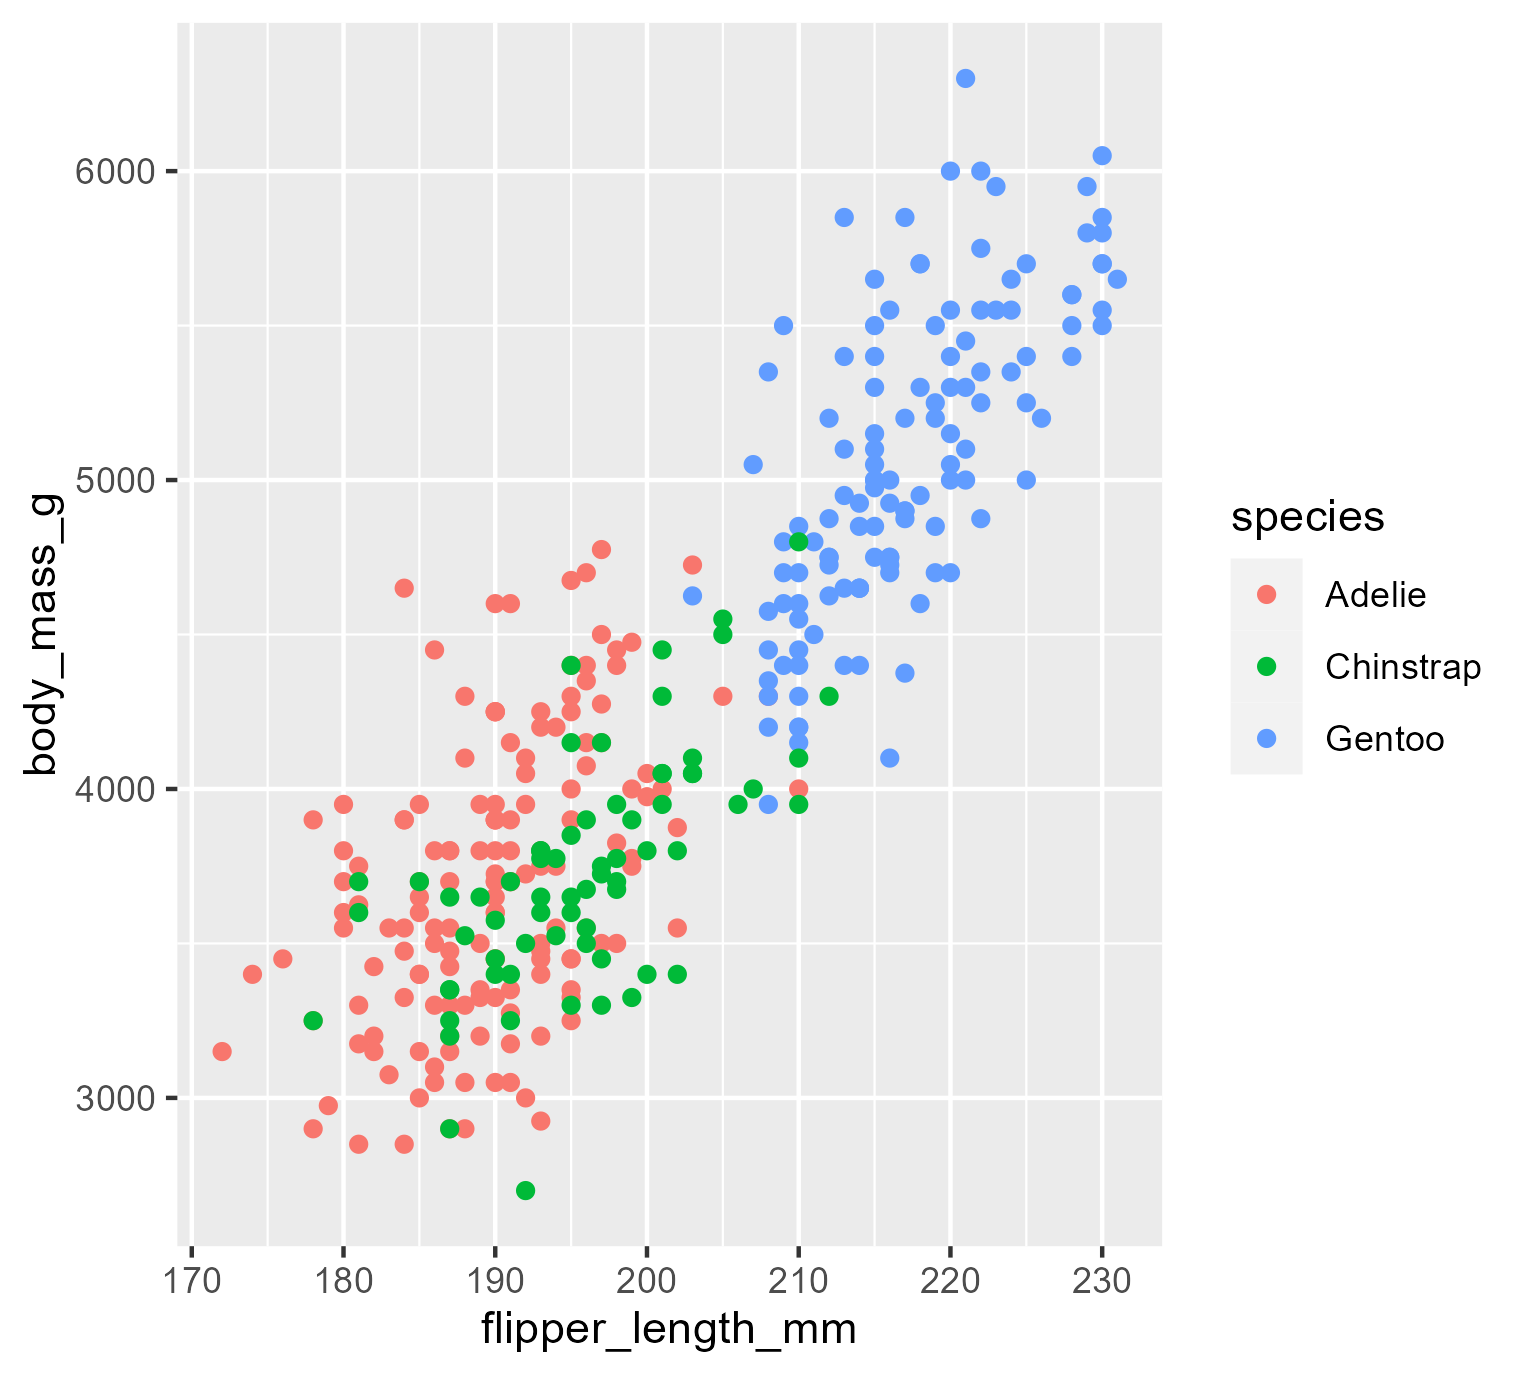 6000
5000
4000
3000
body_mass_g
170 180 190 200 210 220 230
flipper_length_mm
species
Adelie
Chinstrap
Gentoo